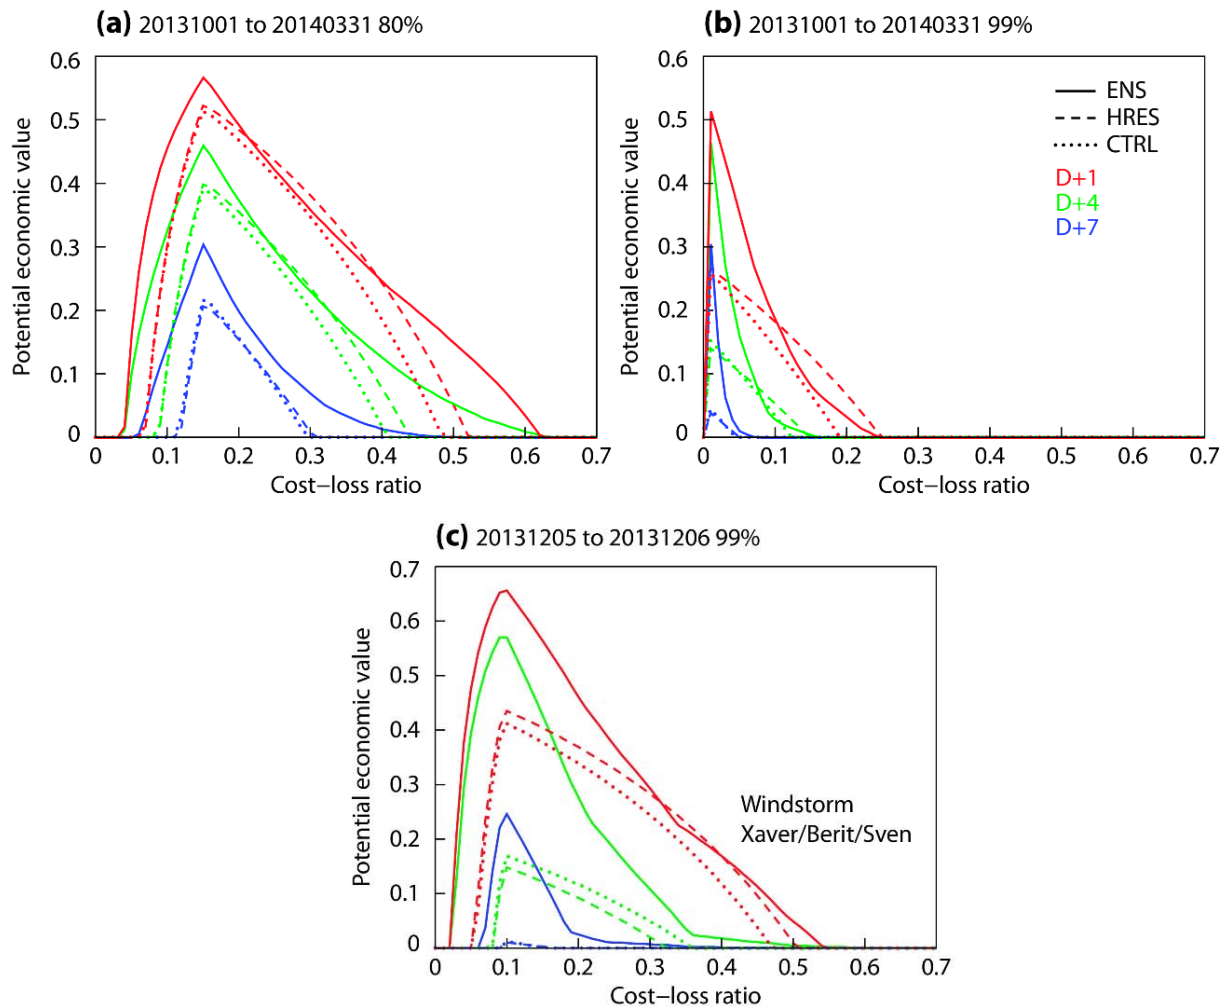 (a) 20131001 to 20140331 80%
0.6
0.5
0.4
0.3
0.2
0.1
0
Potential economic value
0 0.1 0.2 0.3 0.4 0.5 0.6 0.7
Cost–loss ratio
(b) 20131001 to 20140331 99%
0.6
0.5
0.4
0.3
0.2
0.1
0
Potential economic value
ENS
HRES
CTRL
D+1
D+4
D+7
0 0.1 0.2 0.3 0.4 0.5 0.6 0.7
Cost–loss ratio
(c) 20131205 to 20131206 99%
0.7
0.6
0.5
0.4
0.3
0.2
0.1
0
Potential economic value
Windstorm
Xaver/Berit/Sven
0 0.1 0.2 0.3 0.4 0.5 0.6 0.7
Cost–loss ratio